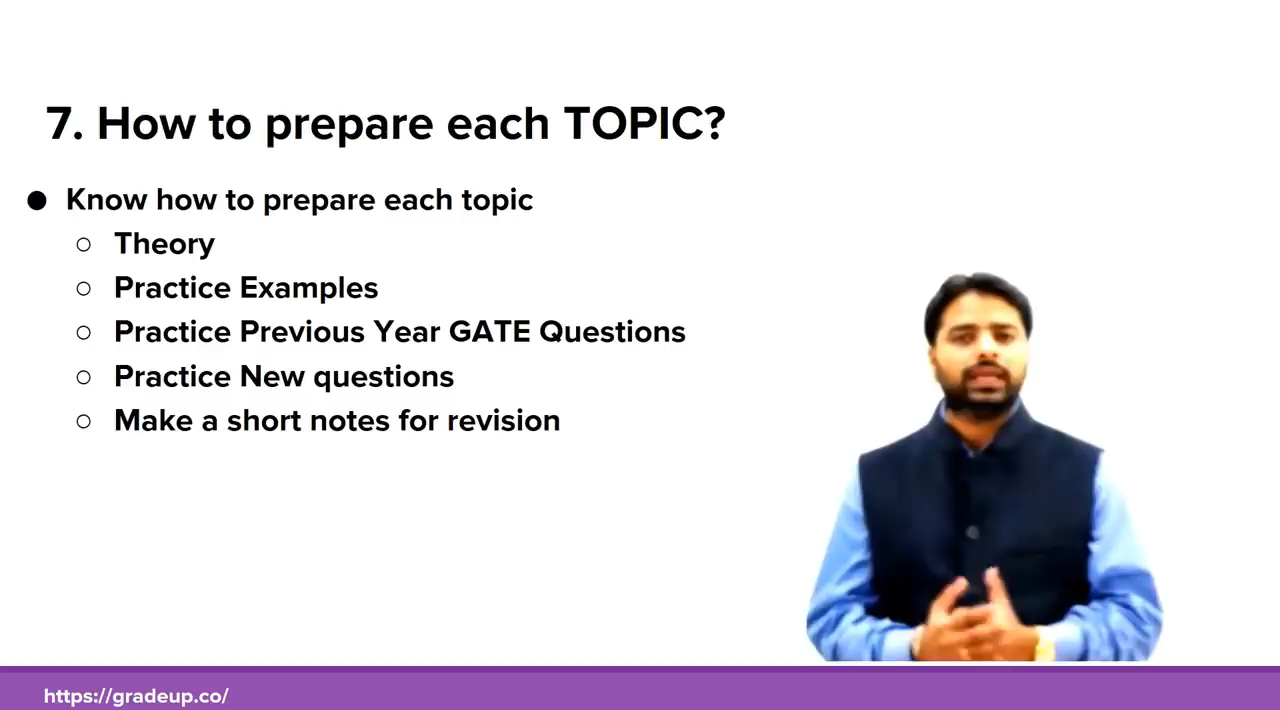 7. How to prepare each TOPIC?
● Know how to prepare each topic
○ Theory
○ Practice Examples
○ Practice Previous Year GATE Questions
○ Practice New questions
○ Make a short notes for revision
https://gradeup.co/